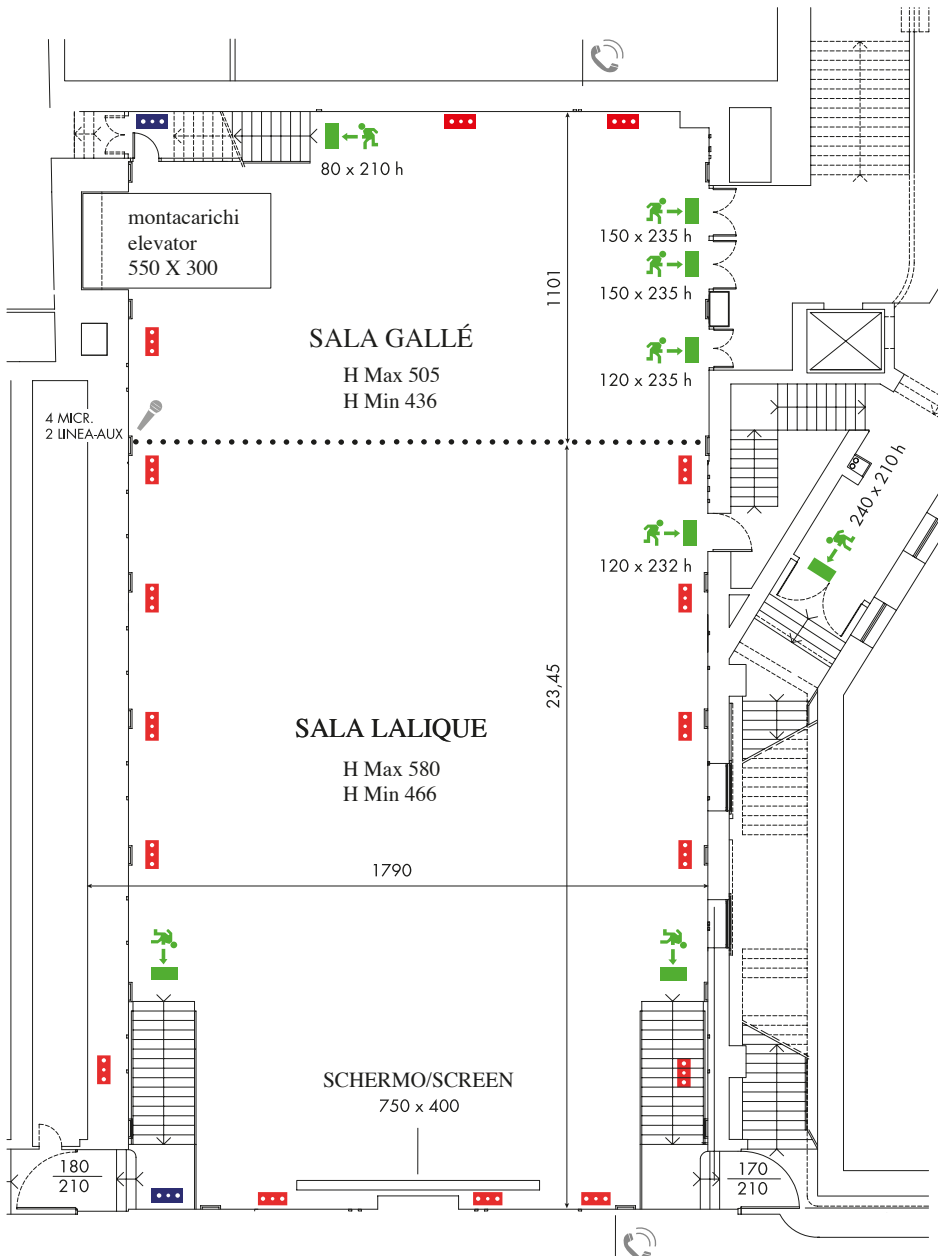 80 x 210 h
montacarichi
elevator
550 X 300
150 x 235 h
150 x 235 h
1101
SALA GALLÉ
H Max 505
H Min 436
120 x 235 h
4 MICR.
2 LINEA-AUX
240 x 210 h
120 x 232 h
23,45
SALA LALIQUE
H Max 580
H Min 466
1790
SCHERMO/SCREEN
750 x 400
180
210
170
210